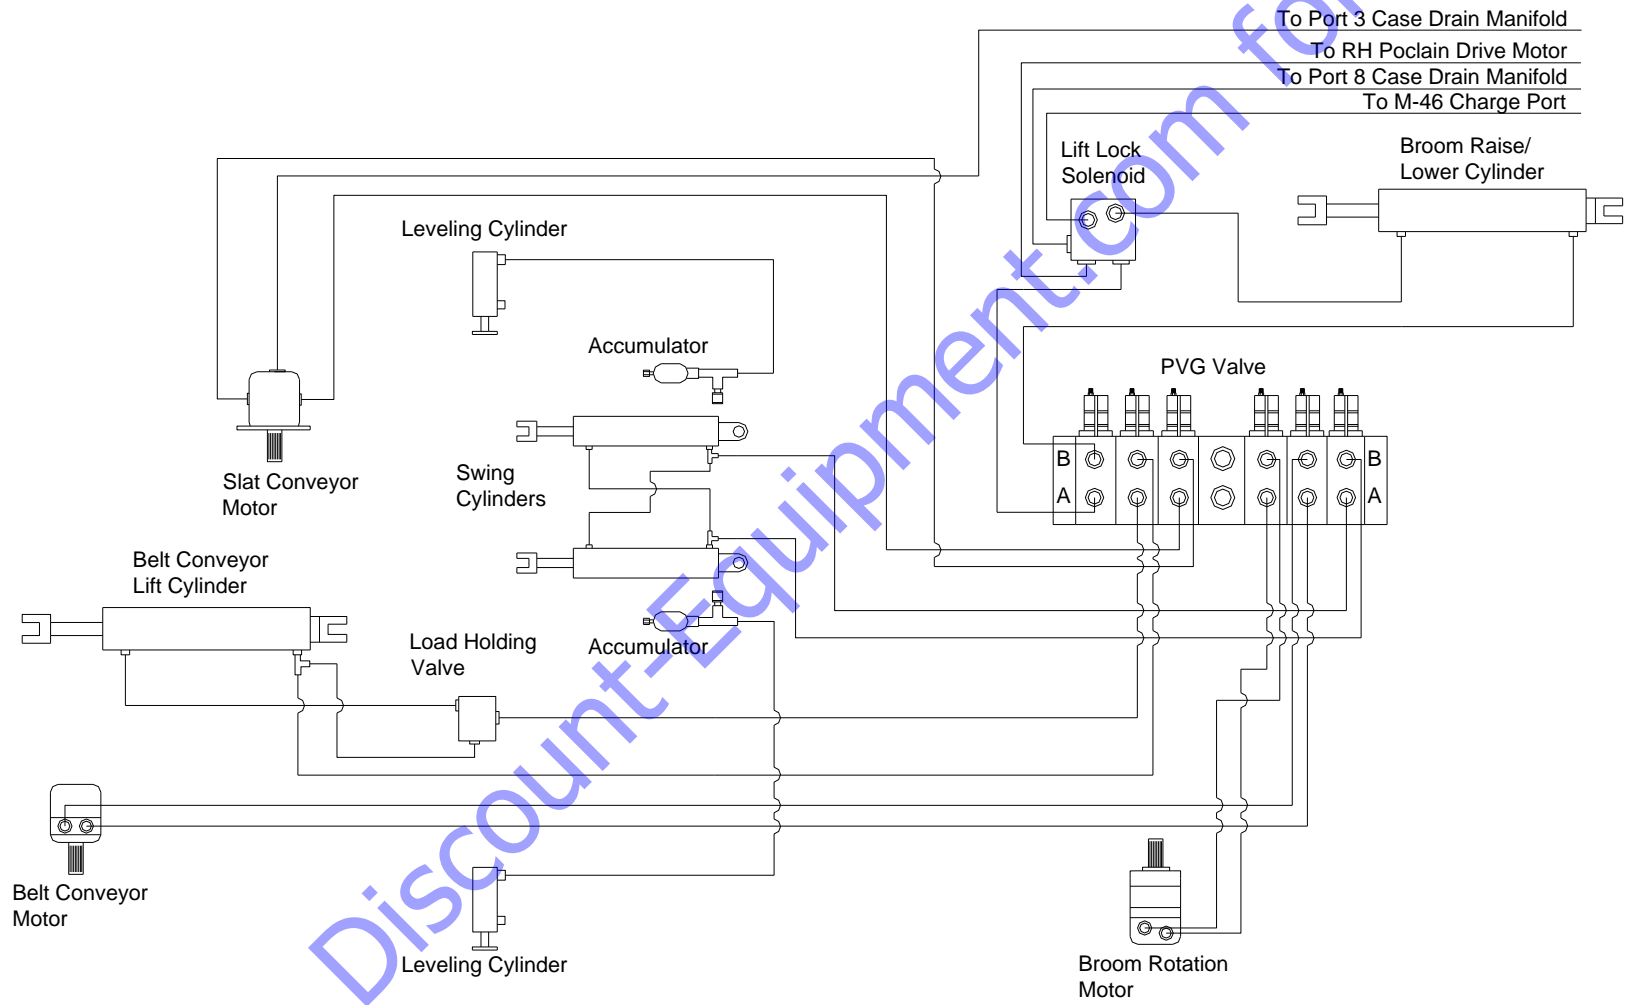 To Port 3 Case Drain Manifold
To RH Poclain Drive Motor
To Port 8 Case Drain Manifold
To M-46 Charge Port
Lift Lock
Solenoid
Broom Raise/
Lower Cylinder
Leveling Cylinder
Accumulator
PVG Valve
Slat Conveyor
Motor
Swing
Cylinders
B
B
A
A
Belt Conveyor
Lift Cylinder
Load Holding
Valve
Accumulator
Belt Conveyor
Motor
Leveling Cylinder
Broom Rotation
Motor
Discount-Equipment.com for